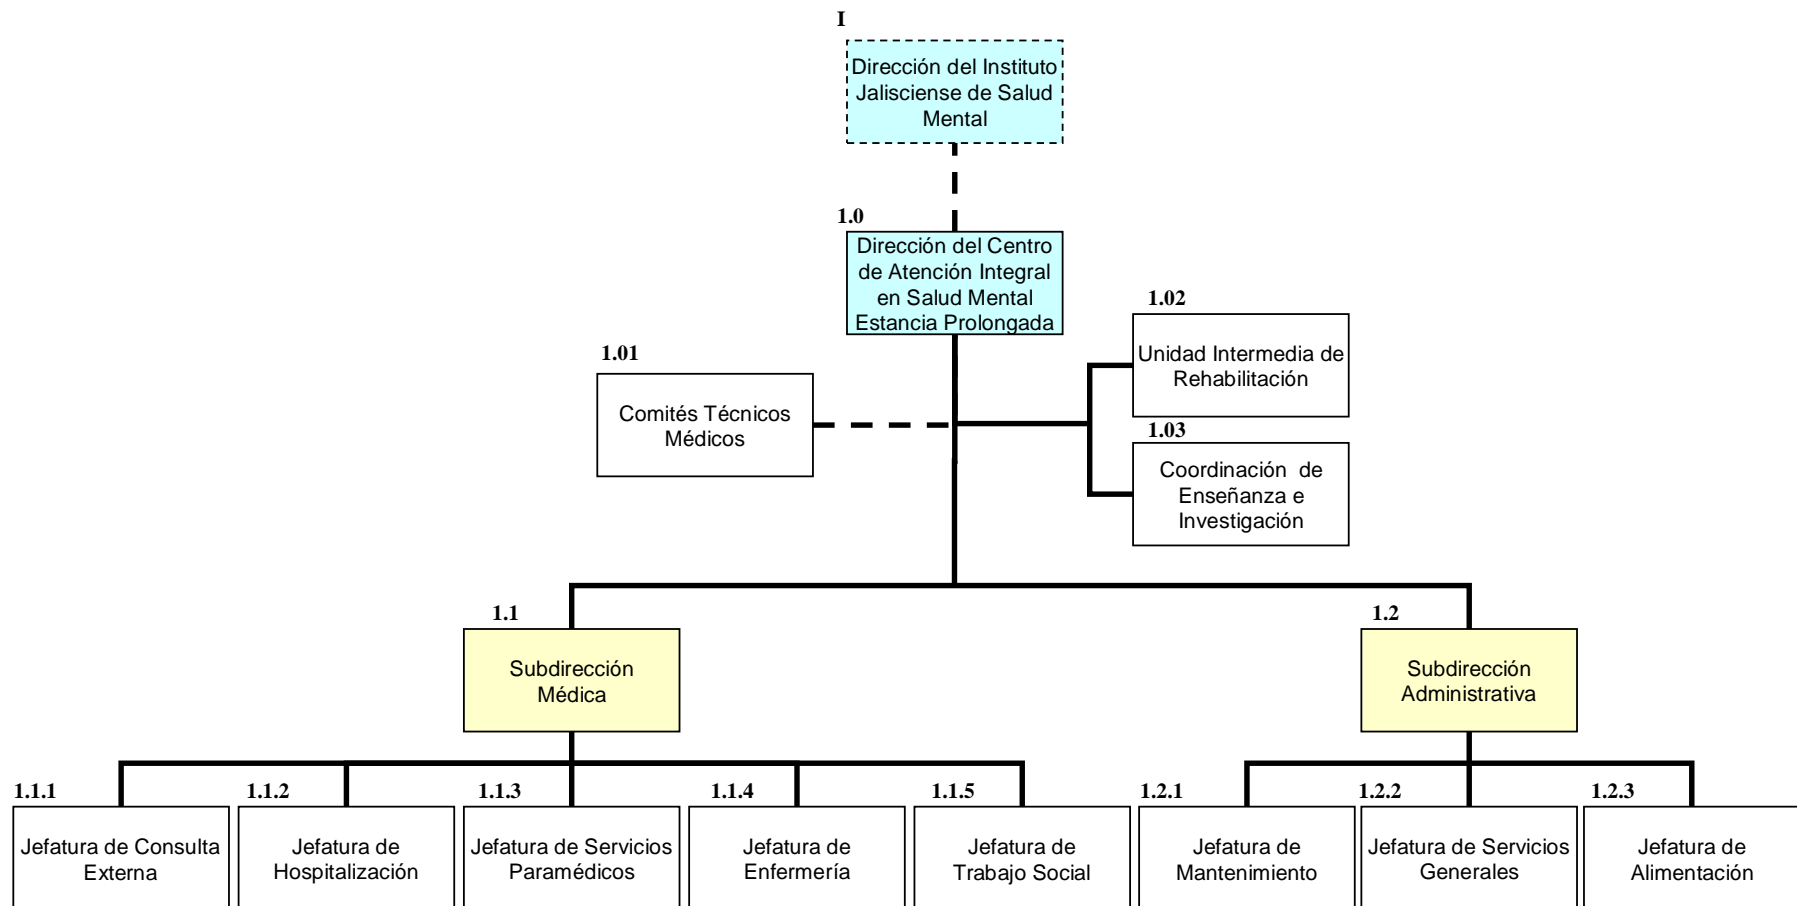 I
Dirección del Instituto
Jalisciense de Salud
Mental
1.0
Dirección del Centro
de Atención Integral
en Salud Mental
Estancia Prolongada
1.02
Unidad Intermedia de
Rehabilitación
1.01
Comités Técnicos
Médicos
1.03
Coordinación  de
Enseñanza e
Investigación
1.1
Subdirección
Médica
1.2
Subdirección
Administrativa
1.1.1
Jefatura de Consulta
Externa
1.1.2
Jefatura de
Hospitalización
1.1.3
Jefatura de Servicios
Paramédicos
1.1.4
Jefatura de
Enfermería
1.1.5
Jefatura de
Trabajo Social
1.2.1
Jefatura de
Mantenimiento
1.2.2
Jefatura de Servicios
Generales
1.2.3
Jefatura de
Alimentación